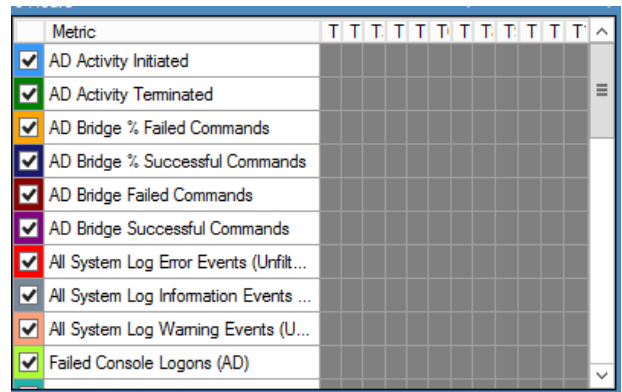 Metric T T T. T T T( T T. T: T T T'
AD Activity Initiated
AD Activity Terminated
AD Bridge % Failed Commands
AD Bridge % Successful Commands
AD Bridge Failed Commands
AD Bridge Successful Commands
All System Log Error Events (Unfilt...
All System Log Information Events ...
All System Log Warning Events (U...
Failed Console Logons (AD)